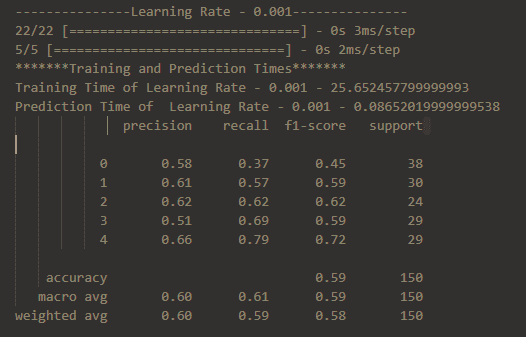 ---------------Learning Rate - 0.001---------------
22/22 [==============================] - 0s 3ms/step
5/5 [==============================] - 0s 2ms/step
*******Training and Prediction Times*******
Training Time of Learning Rate - 0.001 - 25.652457799999993
Prediction Time of  Learning Rate - 0.001 - 0.08652019999999538
precision    recall  f1-score   support
0       0.58      0.37      0.45        38
1       0.61      0.57      0.59        30
2       0.62      0.62      0.62        24
3       0.51      0.69      0.59        29
4       0.66      0.79      0.72        29
accuracy                           0.59       150
macro avg       0.60      0.61      0.59       150
weighted avg       0.60      0.59      0.58       150